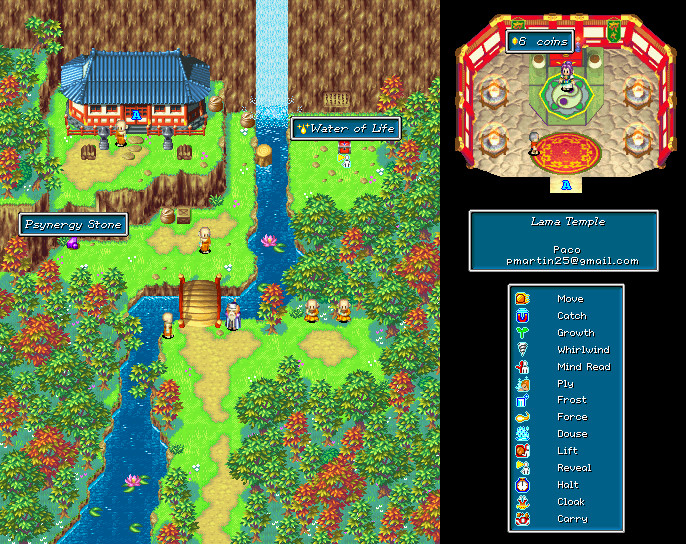 6 coins
A
Water of Life
A
Psynergy Stone
Lama Temple
Paco
pmartin25@gmail.com
Move
Catch
Growth
Whirlwind
Mind Read
Ply
Frost
Force
Douse
Lift
Reveal
Halt
Cloak
Carry